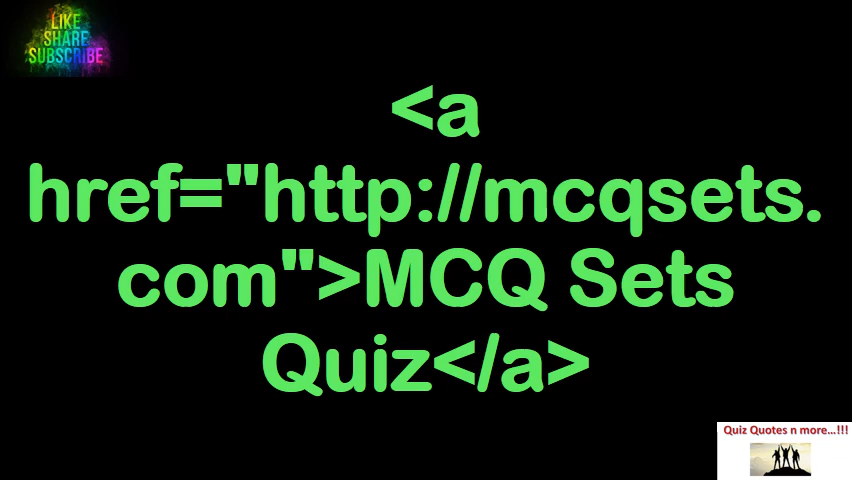 LIKE
SHARE
SUBSCRIBE
<a
href="http://mcqsets.
com">MCQ Sets
Quiz</a>
Quiz Quotes n more...!!!